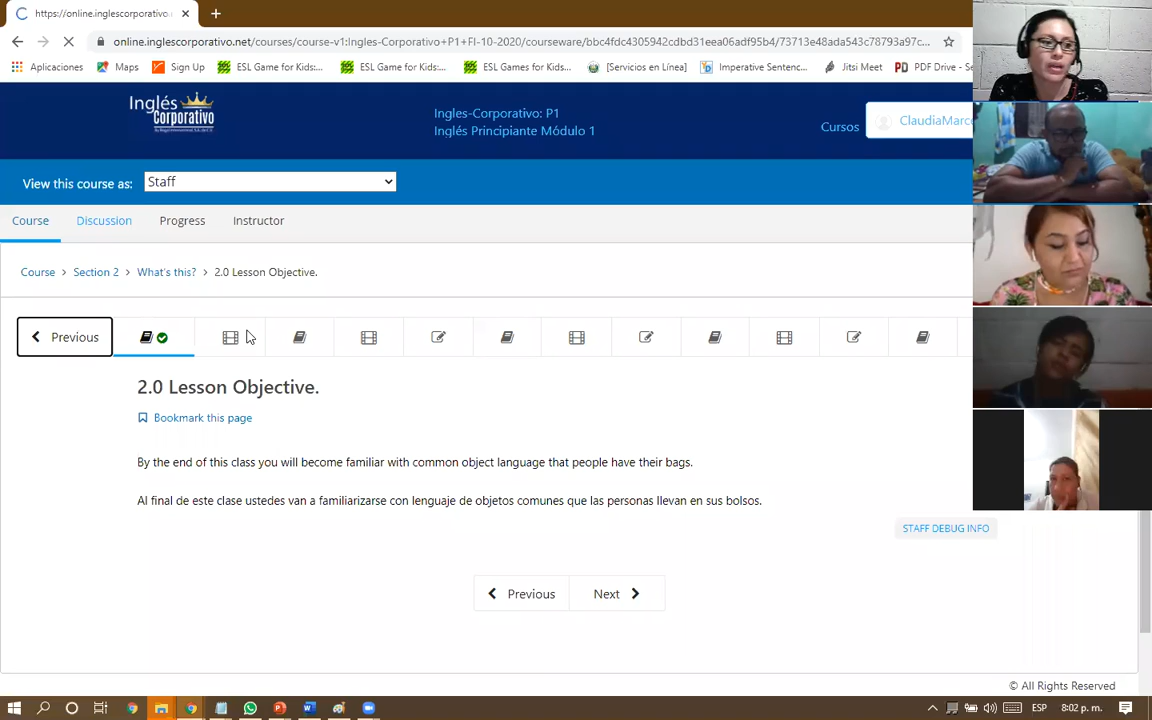 https://online.inglescorporativo.
online.inglescorporativo.net/courses/course-v1:Ingles-Corporativo+P1+FI-10-2020/courseware/bbc4fdc4305942cdbd31eea06adf95b4/73713e48ada543c78793a97c...
Aplicaciones Maps Sign Up ESL Game for Kids:... ESL Game for Kids:... ESL Games for Kids:... [Servicios en Línea] Imperative Sentenc... Jitsi Meet PDF Drive - Se
Inglés Corporativo
Ingles-Corporativo: P1
Inglés Principiante Módulo 1
Cursos
View this course as: Staff
Course Discussion Progress Instructor
Course > Section 2 > What's this? > 2.0 Lesson Objective.
Previous
2.0 Lesson Objective.
Bookmark this page
By the end of this class you will become familiar with common object language that people have their bags.
Al final de este clase ustedes van a familiarizarse con lenguaje de objetos comunes que las personas llevan en sus bolsos.
STAFF DEBUG INFO
Previous Next
© All Rights Reserved
ESP 8:02 p. m.